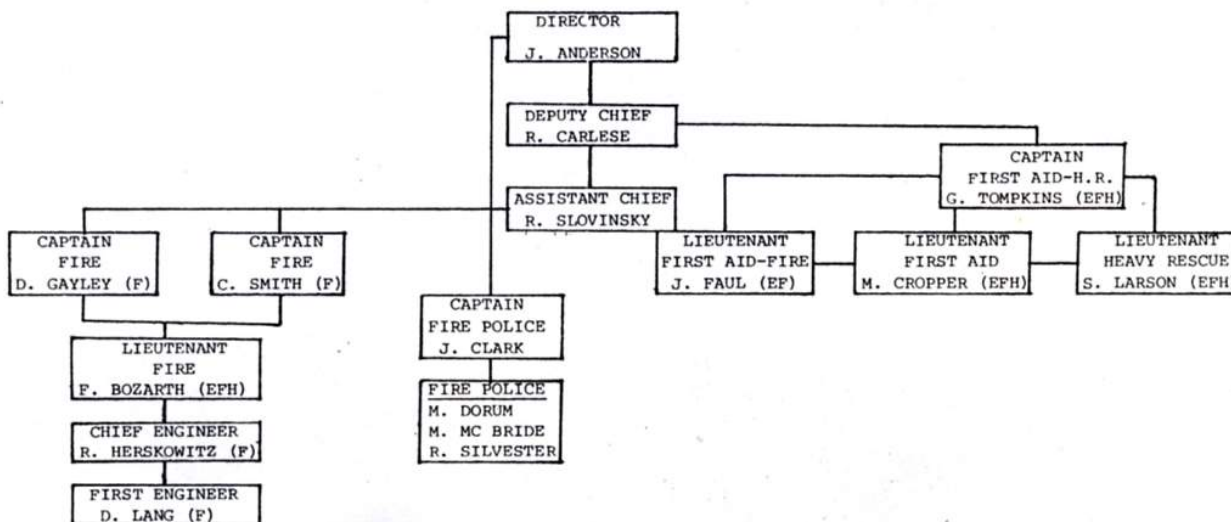 DIRECTOR
J. ANDERSON
DEPUTY CHIEF
R. CARLESE
CAPTAIN
FIRST AID-H.R.
G. TOMPKINS (EFH)
ASSISTANT CHIEF
R. SLOVINSKY
CAPTAIN
FIRE
D. GAYLEY (F)
CAPTAIN
FIRE
C. SMITH (F)
LIEUTENANT
FIRST AID-FIRE
J. FAUL (EF)
LIEUTENANT
FIRST AID
M. CROPPER (EFH)
LIEUTENANT
HEAVY RESCUE
S. LARSON (EFH
CAPTAIN
FIRE POLICE
J. CLARK
LIEUTENANT
FIRE
F. BOZARTH (EFH)
FIRE POLICE
M. DORUM
M. MC BRIDE
R. SILVESTER
CHIEF ENGINEER
R. HERSKOWITZ (F)
FIRST ENGINEER
D. LANG (F)